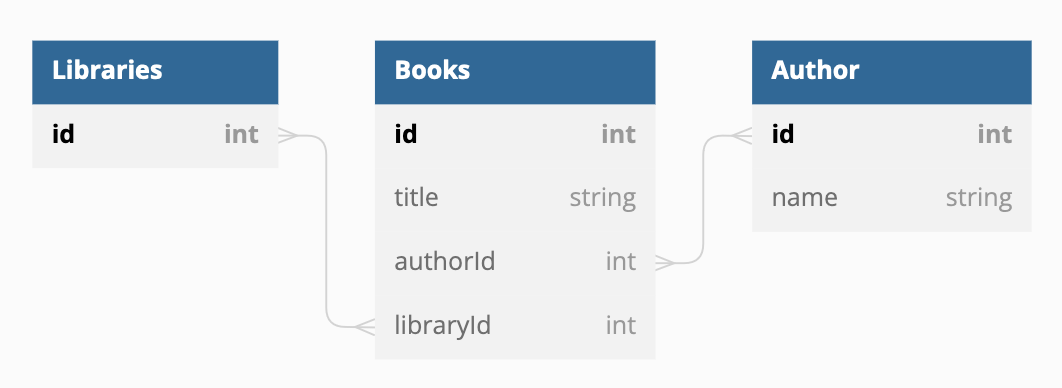 Libraries
id int
Books
id int
title string
authorId int
libraryId int
Author
id int
name string